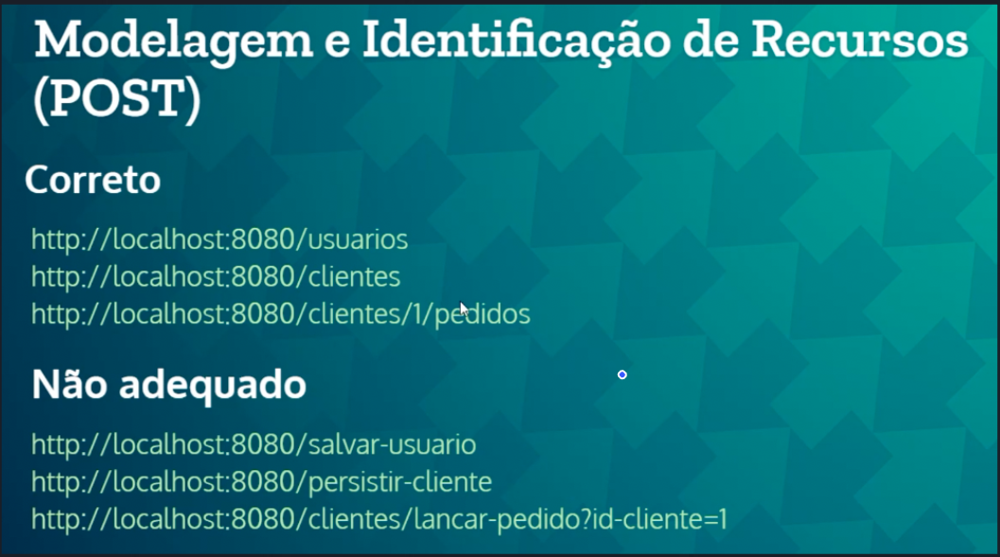 Modelagem e Identificação de Recursos
(POST)
Correto
http://localhost:8080/usuarios
http://localhost:8080/clientes
http://localhost:8080/clientes/1/pedidos
Não adequado
http://localhost:8080/salvar-usuario
http://localhost:8080/persistir-cliente
http://localhost:8080/clientes/lancar-pedido?id-cliente=1